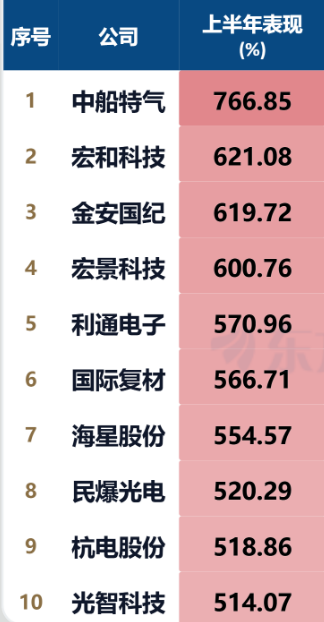 序号 公司 上半年表现
(%)
1 中船特气 766.85
2 宏和科技 621.08
3 金安国纪 619.72
4 宏景科技 600.76
5 利通电子 570.96
6 国际复材 566.71
7 海星股份 554.57
8 民爆光电 520.29
9 杭电股份 518.86
10 光智科技 514.07